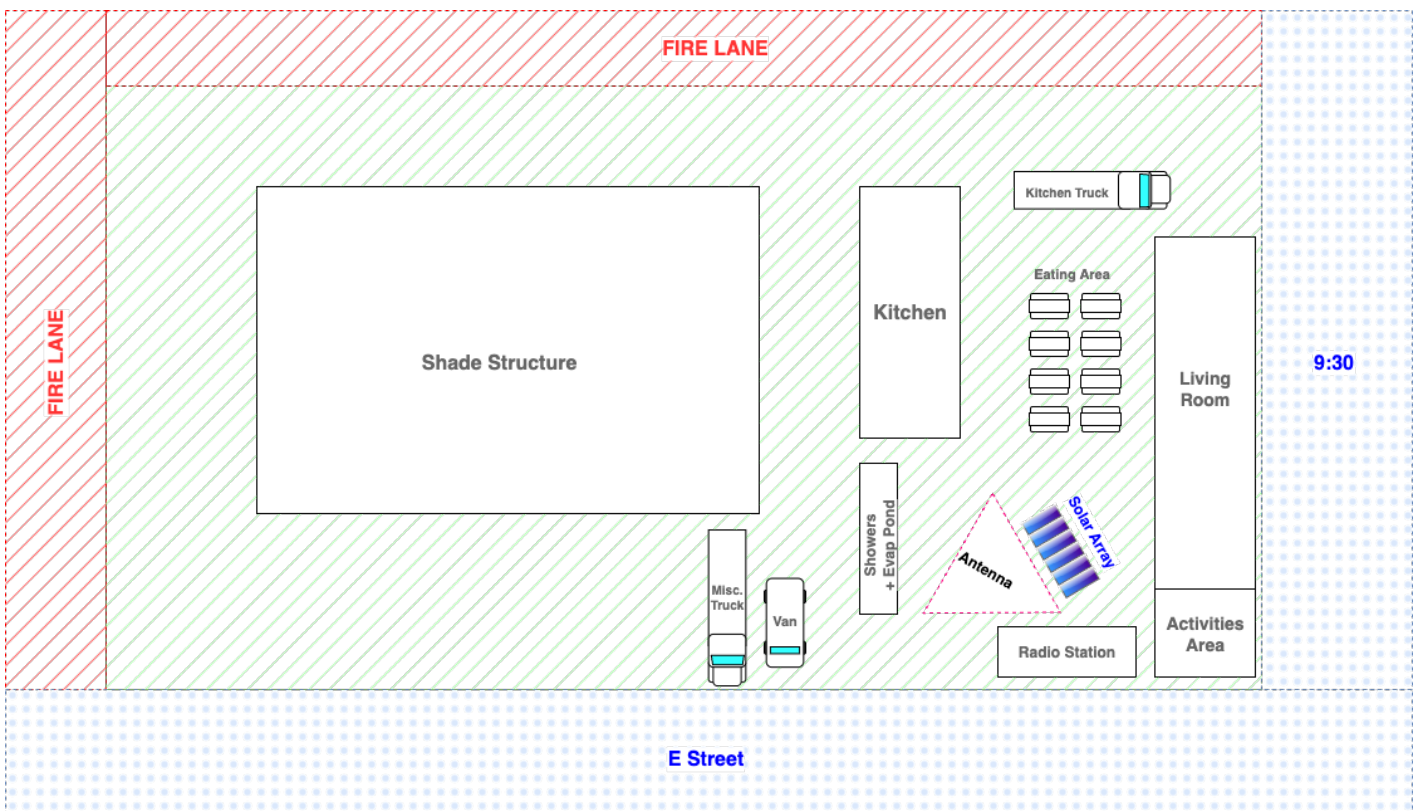 FIRE LANE
Kitchen Truck
Eating Area
Kitchen
FIRE LANE
Shade Structure
9:30
Living
Room
Solar Array
Showers
+ Evap Pond
Antenna
Misc.
Truck
Van
Activities
Area
Radio Station
E Street